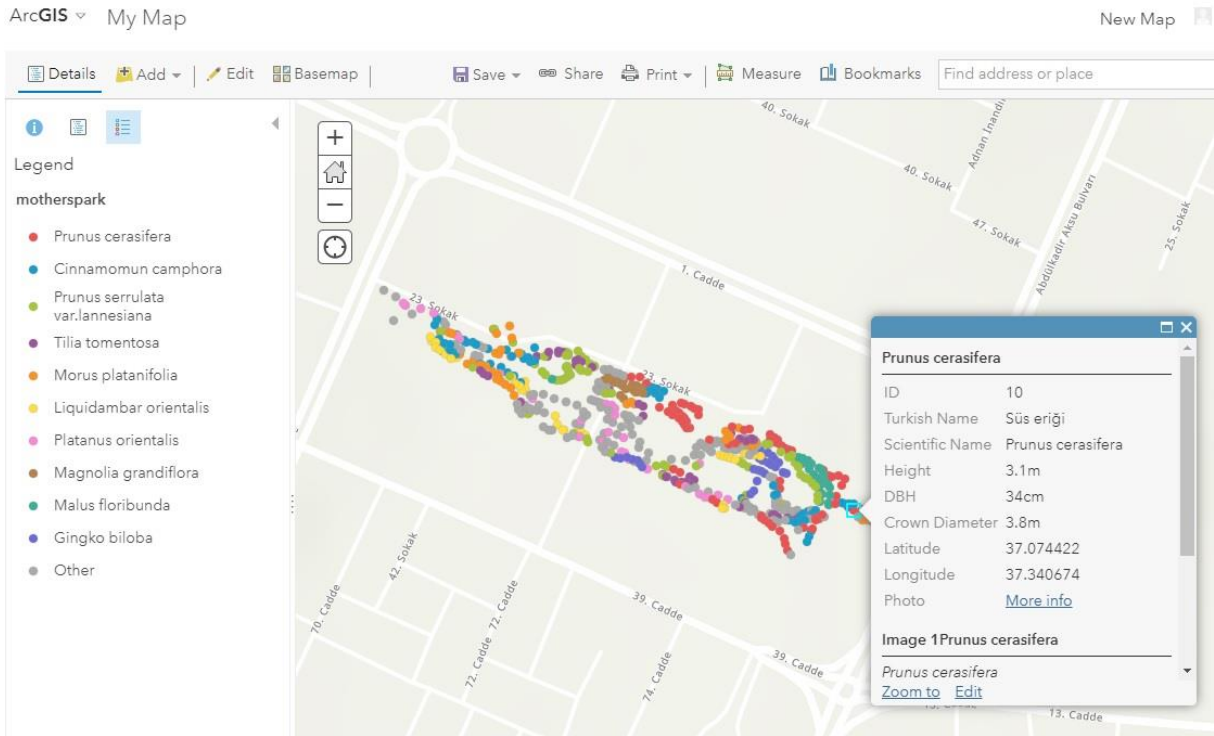 ArcGIS My Map New Map
Details Add Edit Basemap Save Share Print Measure Bookmarks Find address or place
Legend
motherspark
Prunus cerasifera
Cinnamomun camphora
Prunus serrulata
var.lannesiana
Tilia tomentosa
Morus platanifolia
Liquidambar orientalis
Platanus orientalis
Magnolia grandiflora
Malus floribunda
Gingko biloba
Other
40. Sokak
40. Sokak
Adnan Inandı
47. Sokak
Abdülkadir Aksu Bulvarı
25. Sokak
1. Cadde
23. Sokak
23. Sokak
42. Sokak
70. Cadde
72. Cadde
72. Cadde
39. Cadde
74. Cadde
39. Cadde
13. Cadde
Prunus cerasifera
ID 10
Turkish Name Süs eriği
Scientific Name Prunus cerasifera
Height 3.1m
DBH 34cm
Crown Diameter 3.8m
Latitude 37.074422
Longitude 37.340674
Photo More info
Image 1Prunus cerasifera
Prunus cerasifera
Zoom to Edit